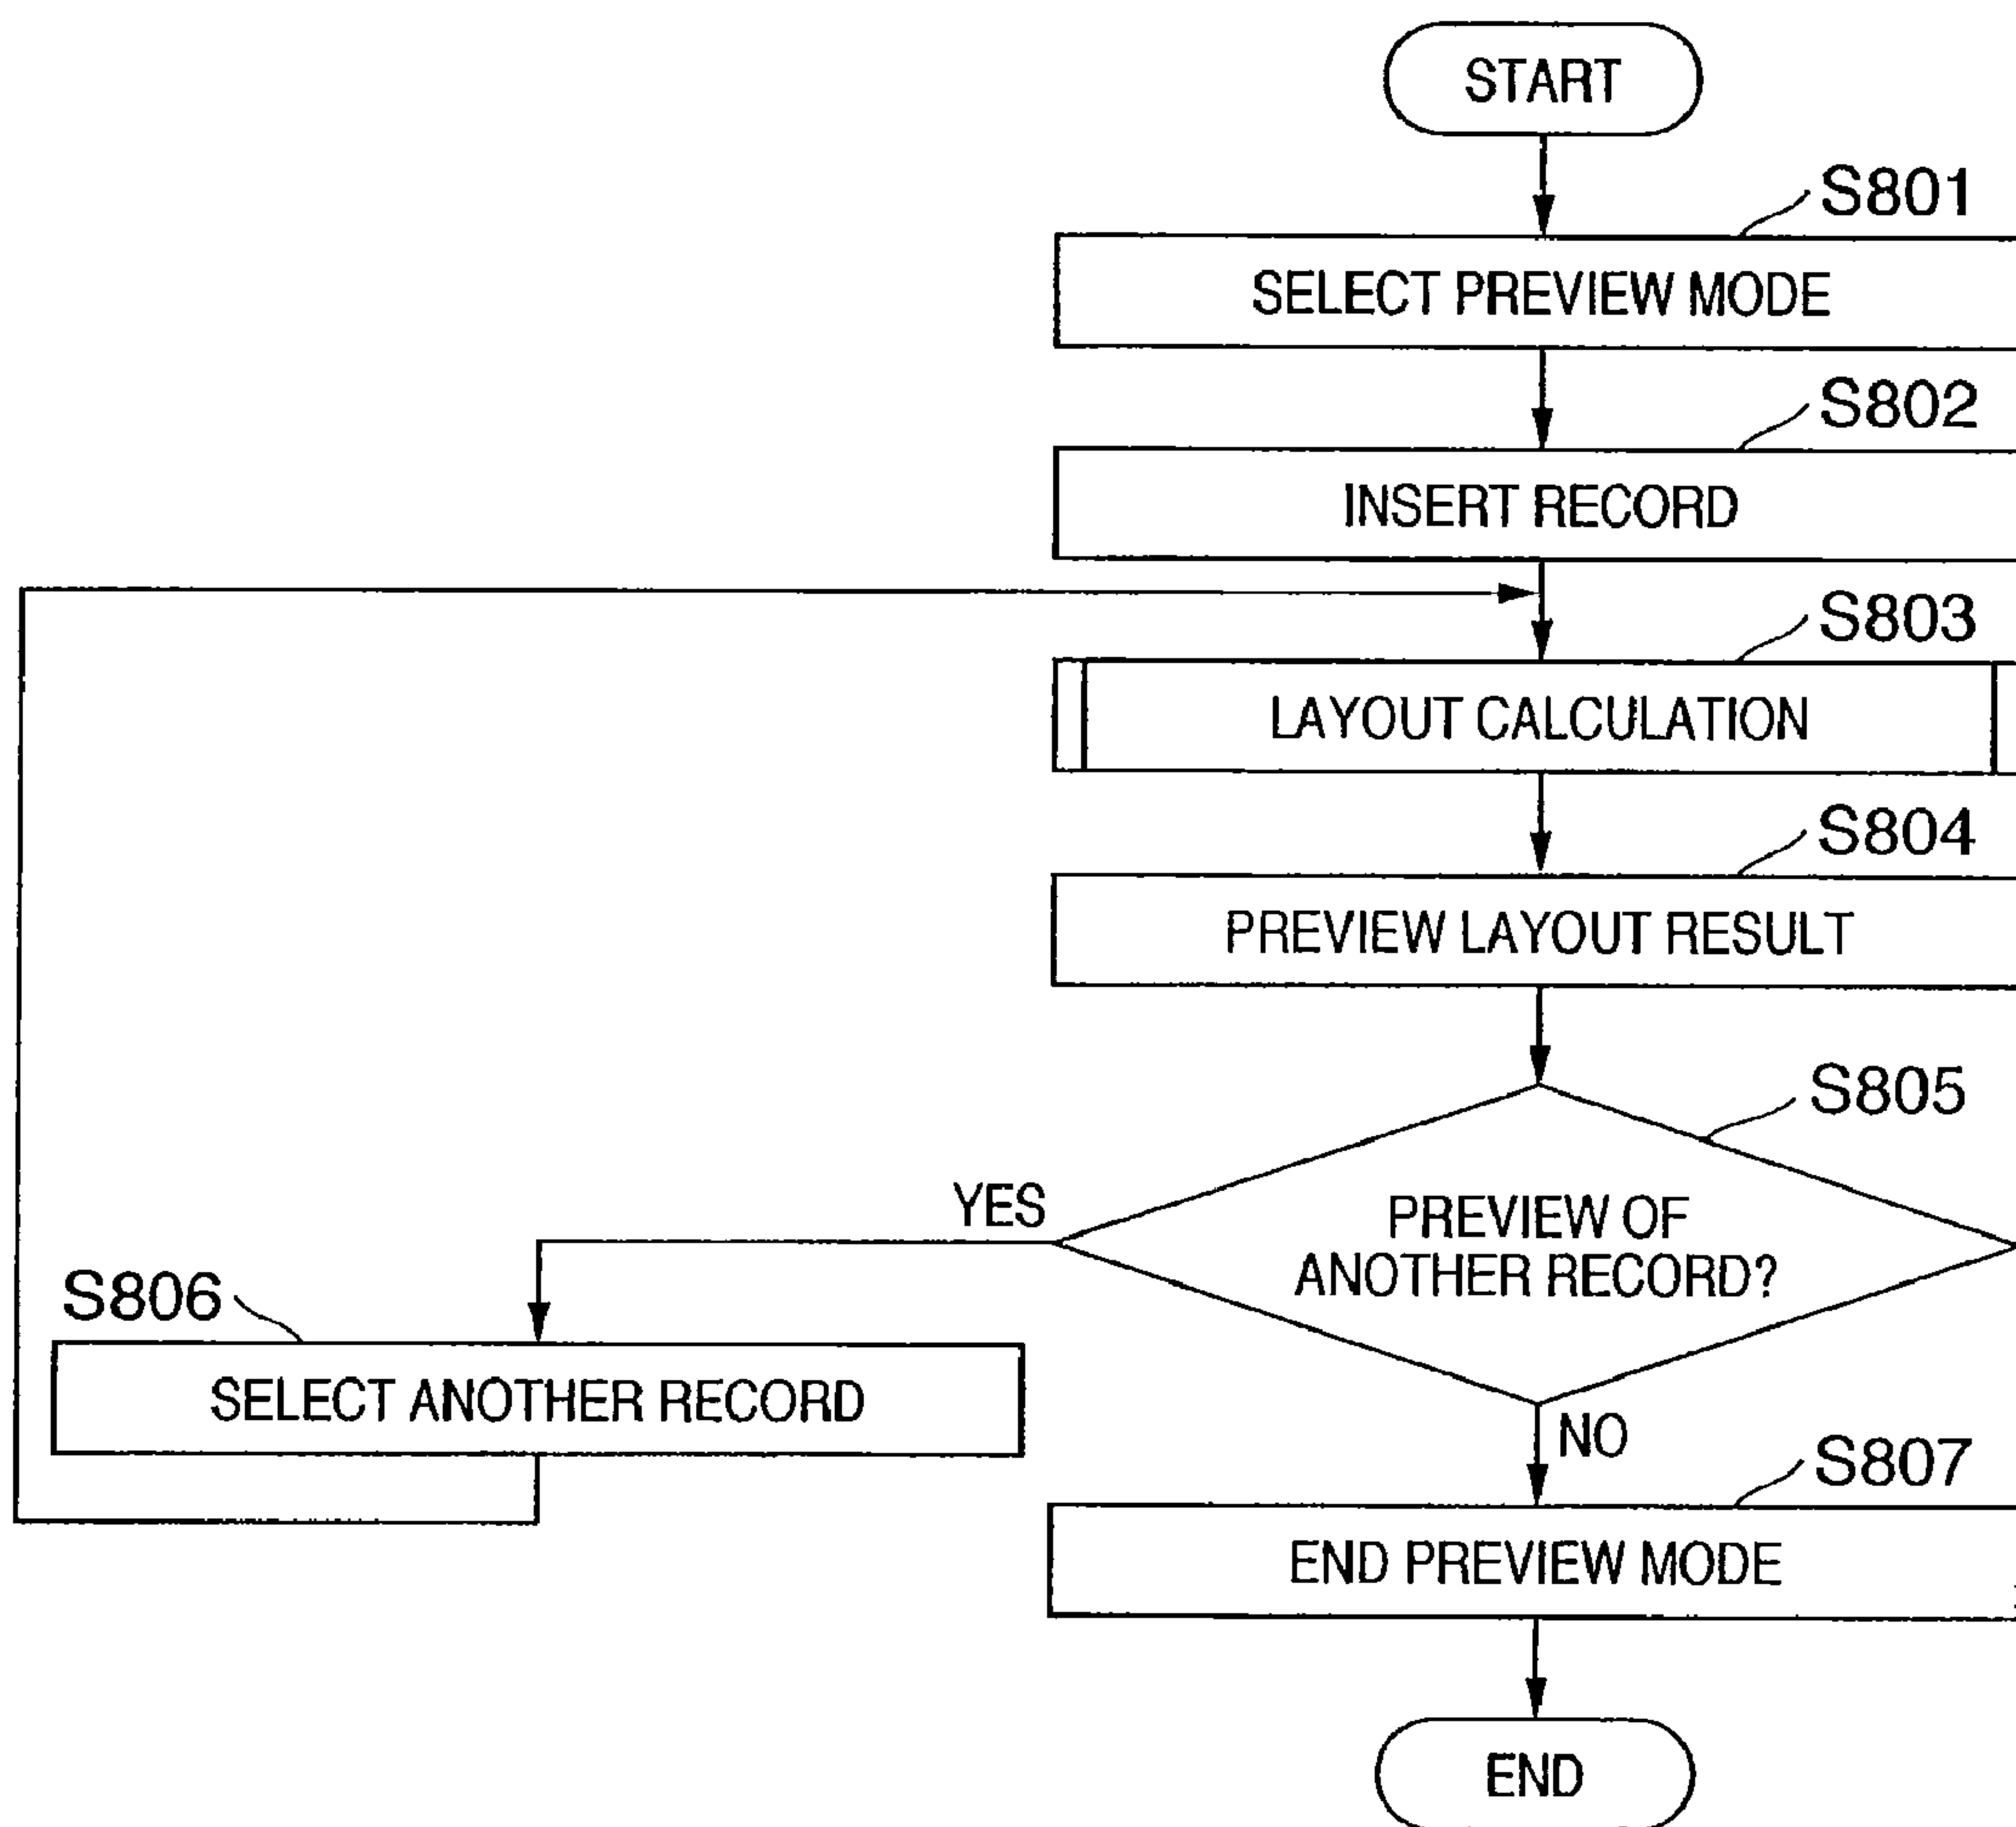 START
S801
SELECT PREVIEW MODE
S802
INSERT RECORD
S803
LAYOUT CALCULATION
S804
PREVIEW LAYOUT RESULT
S805
PREVIEW OF
ANOTHER RECORD?
YES
S806
SELECT ANOTHER RECORD
NO
S807
END PREVIEW MODE
END